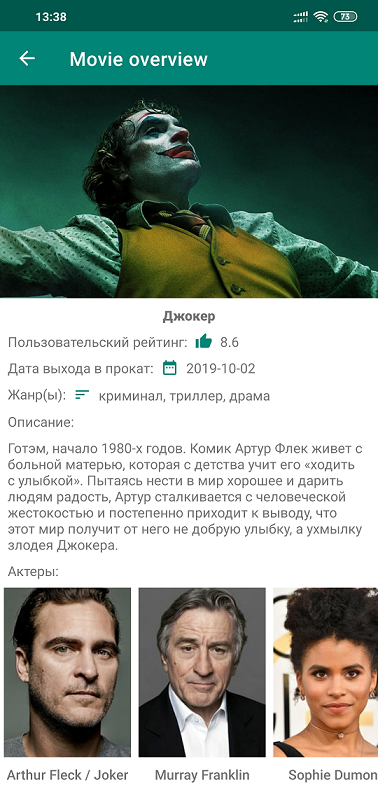 13:38
73
Movie overview
Джокер
Пользовательский рейтинг: 8.6
Дата выхода в прокат: 2019-10-02
Жанр(ы): криминал, триллер, драма
Описание:
Готэм, начало 1980-х годов. Комик Артур Флек живет с
больной матерью, которая с детства учит его «ходить
с улыбкой». Пытаясь нести в мир хорошее и дарить
людям радость, Артур сталкивается с человеческой
жестокостью и постепенно приходит к выводу, что
этот мир получит от него не добрую улыбку, а ухмылку
злодея Джокера.
Актеры:
Arthur Fleck / Joker Murray Franklin Sophie Dumon